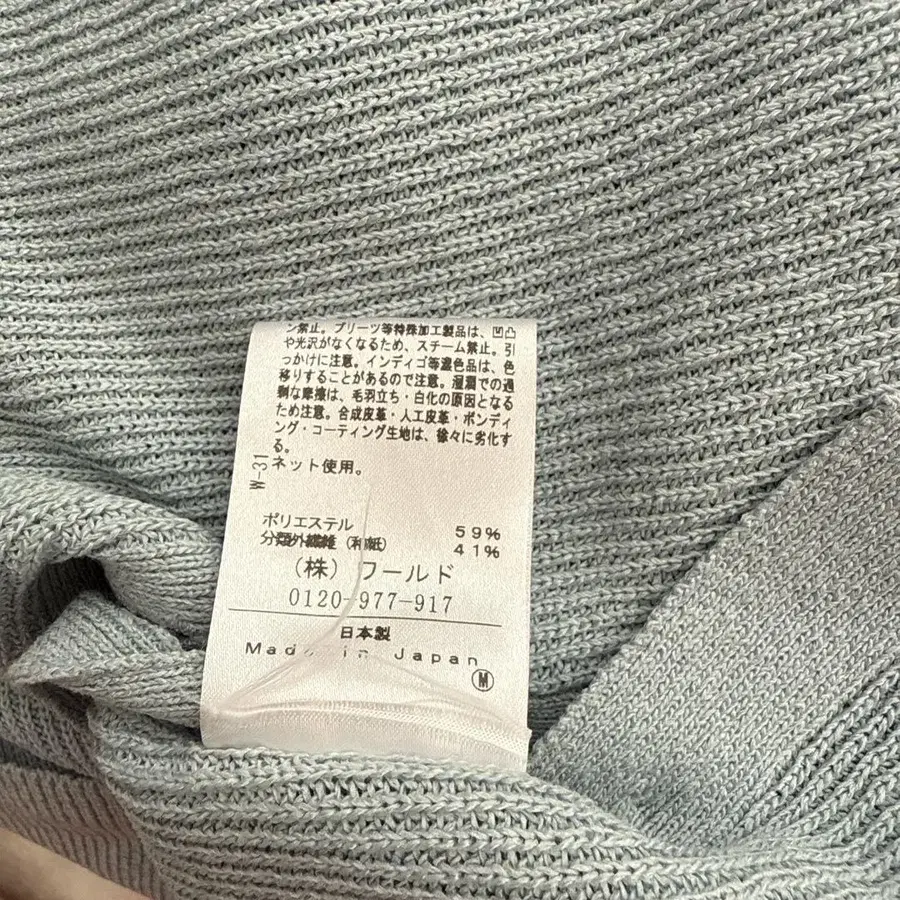 ン禁止。プリーツ等特殊加工製品は、凹凸
や光沢がなくなるため、スチーム禁止。引
っかけに注意。インディゴ等濃色品は、色
移りすることがあるので注意。湿潤での過
剰な摩擦は、毛羽立ち・白化の原因となる
ため注意。合成皮革・人工皮革・ボンディ
ング・コーティング生地は、徐々に劣化す
る。
ネット使用。
W-31
ポリエステル 59%
分類外繊維（和紙） 41%
（株）ワールド
0120-977-917
日本製
Made in Japan
M